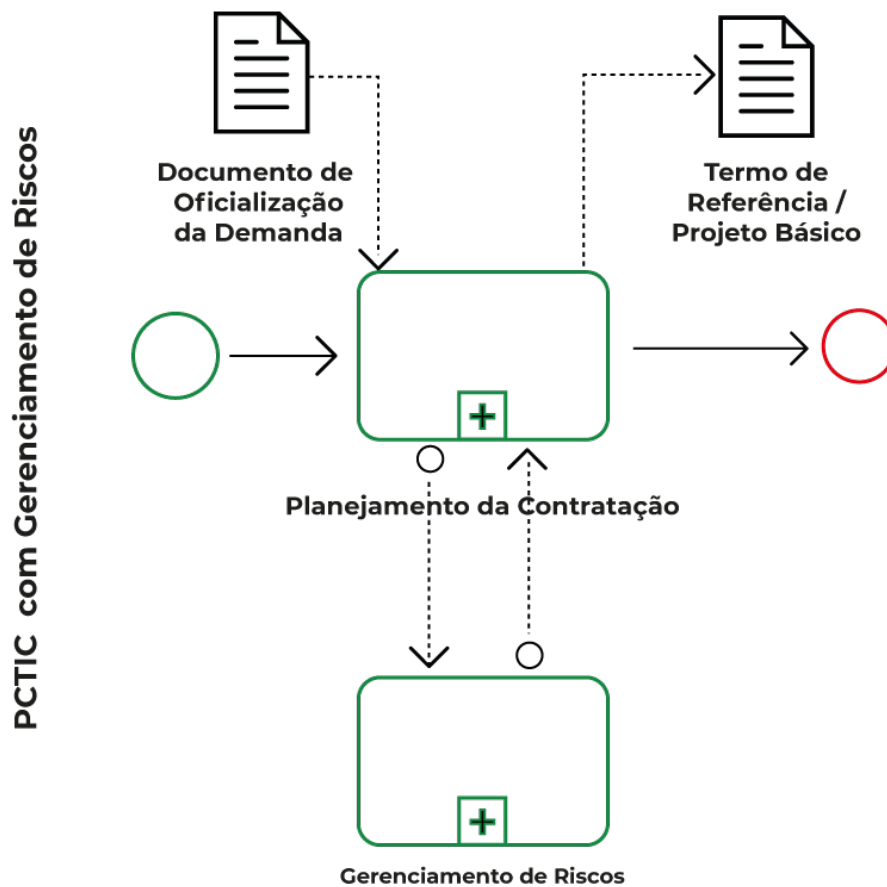 PCTIC com Gerenciamento de Riscos
Documento de
Oficialização
da Demanda
Termo de
Referência /
Projeto Básico
Planejamento da Contratação
Gerenciamento de Riscos